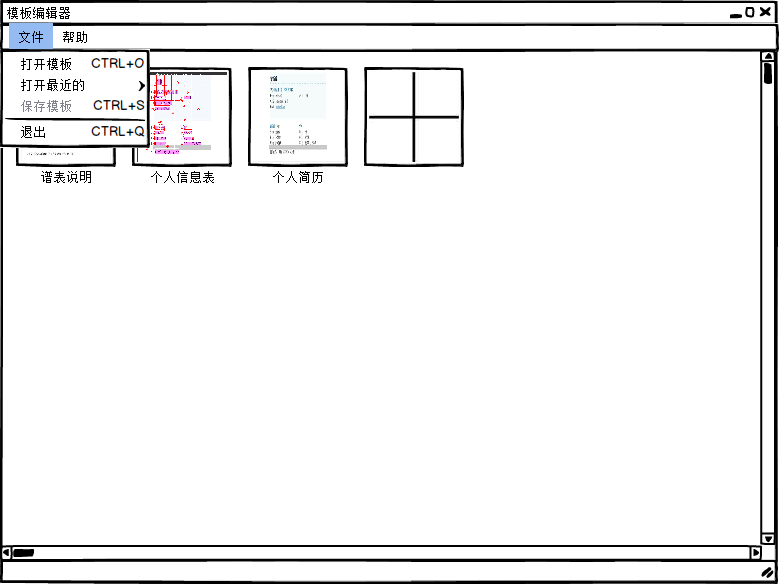 模板编辑器
文件 帮助
打开模板 CTRL+O
打开最近的
保存模板 CTRL+S
退出 CTRL+Q
谱表说明 个人信息表 个人简历